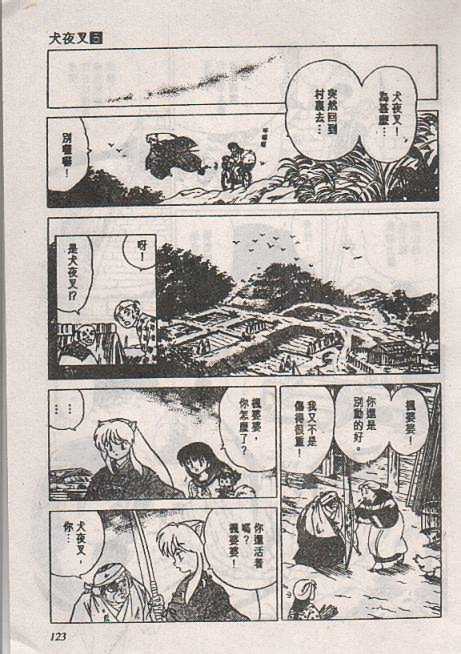 犬夜叉 5
犬夜叉！
為甚麼…
突然回到
村裏去…
別囉囌！
呀！
是犬夜叉!?
楓婆婆！
你還是
別動的好。
我又不是
傷得很重！
楓婆婆，
你怎麼了？
…
…
你還活着
嗎？
楓婆婆！
犬夜叉，
你…
123